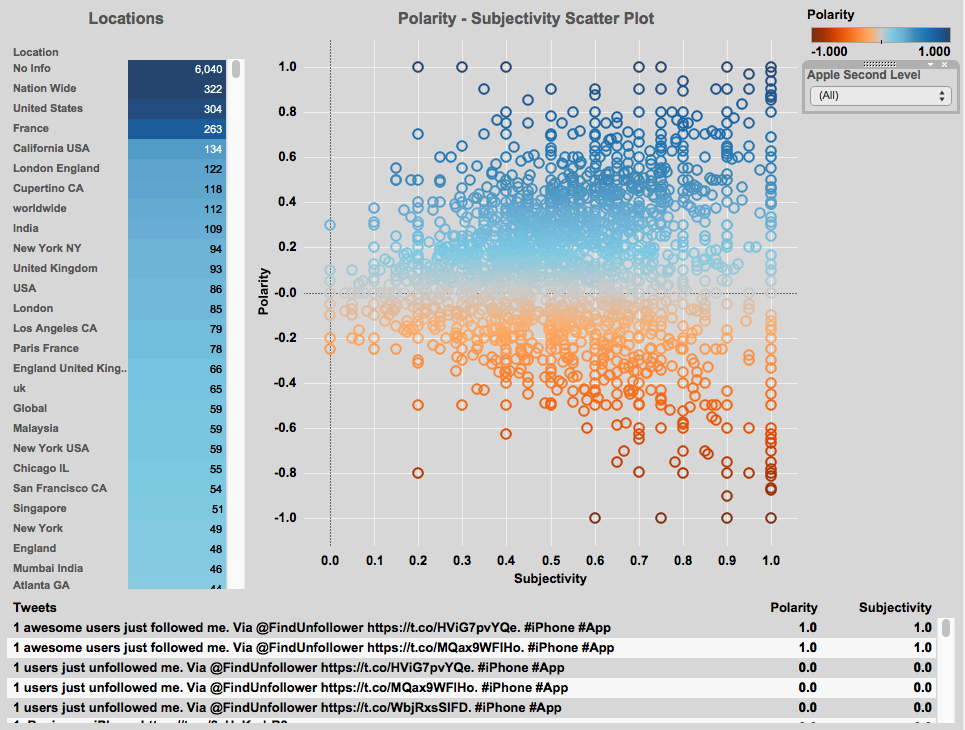 Locations
Location
No Info 6,040
Nation Wide 322
United States 304
France 263
California USA 134
London England 122
Cupertino CA 118
worldwide 112
India 109
New York NY 94
United Kingdom 93
USA 86
London 85
Los Angeles CA 79
Paris France 78
England United King.. 66
uk 65
Global 59
Malaysia 59
New York USA 59
Chicago IL 55
San Francisco CA 54
Singapore 51
New York 49
England 48
Mumbai India 46
Atlanta GA 44
Polarity - Subjectivity Scatter Plot
Polarity
1.0
0.8
0.6
0.4
0.2
-0.0
-0.2
-0.4
-0.6
-0.8
-1.0
0.0 0.1 0.2 0.3 0.4 0.5 0.6 0.7 0.8 0.9 1.0
Subjectivity
Polarity
-1.000 1.000
Apple Second Level
(All)
Tweets Polarity Subjectivity
1 awesome users just followed me. Via @FindUnfollower https://t.co/HViG7pvYQe. #iPhone #App 1.0 1.0
1 awesome users just followed me. Via @FindUnfollower https://t.co/MQax9WFlHo. #iPhone #App 1.0 1.0
1 users just unfollowed me. Via @FindUnfollower https://t.co/HViG7pvYQe. #iPhone #App 0.0 0.0
1 users just unfollowed me. Via @FindUnfollower https://t.co/MQax9WFlHo. #iPhone #App 0.0 0.0
1 users just unfollowed me. Via @FindUnfollower https://t.co/WbjRxsSIFD. #iPhone #App 0.0 0.0